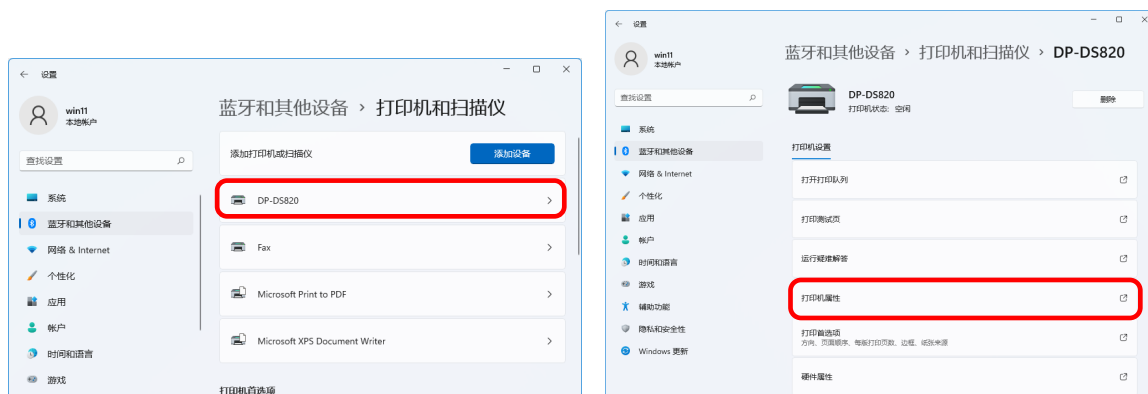 设置
win11
本地帐户
查找设置
系统
蓝牙和其他设备
网络 & Internet
个性化
应用
帐户
时间和语言
游戏
蓝牙和其他设备 › 打印机和扫描仪
添加打印机或扫描仪
添加设备
DP-DS820
Fax
Microsoft Print to PDF
Microsoft XPS Document Writer
打印机首选项
设置
win11
本地帐户
查找设置
系统
蓝牙和其他设备
网络 & Internet
个性化
应用
帐户
时间和语言
游戏
辅助功能
隐私和安全性
Windows 更新
蓝牙和其他设备 › 打印机和扫描仪 › DP-DS820
DP-DS820
打印机状态: 空闲
删除
打印机设置
打开打印队列
打印测试页
运行疑难解答
打印机属性
打印首选项
方向、页面顺序、每版打印页数、边框、纸张来源
硬件属性